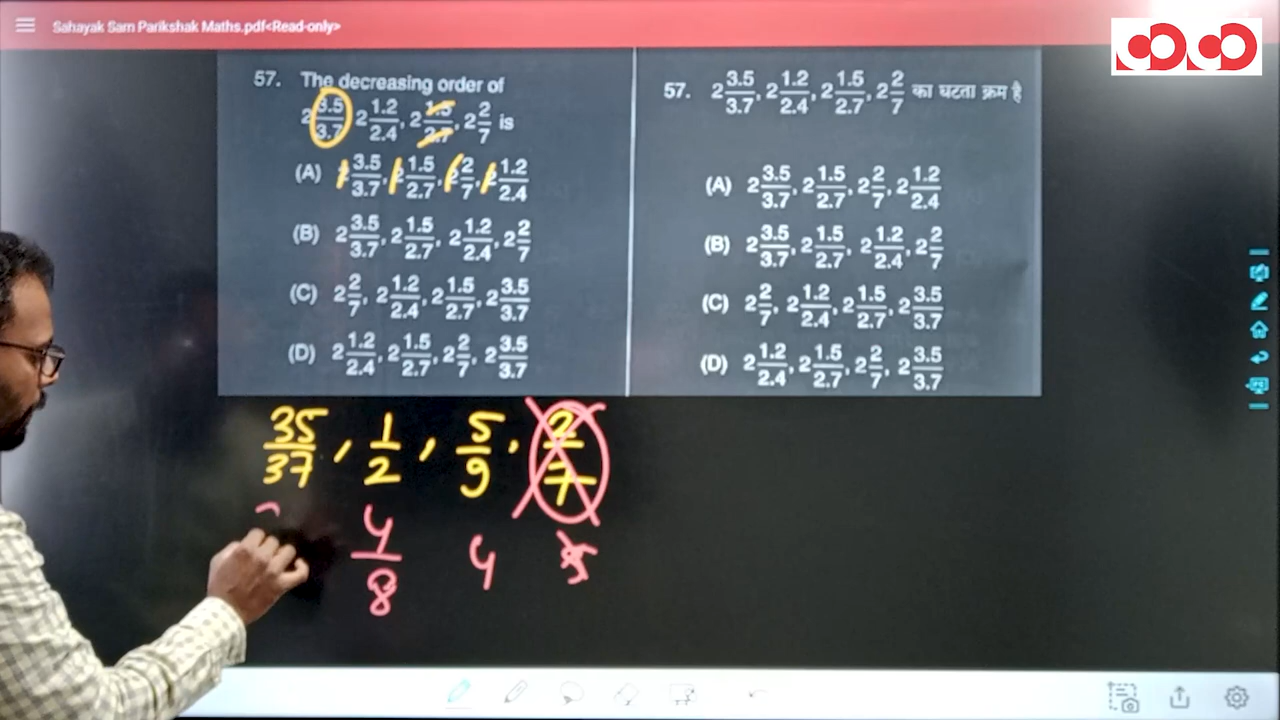 Sahayak Sam Parikshak Maths.pdf<Read-only>
57. The decreasing order of
2 3.5/3.7, 2 1.2/2.4, 2 1.5/2.7, 2 2/7 is
(A) 2 3.5/3.7, 2 1.5/2.7, 2 2/7, 2 1.2/2.4
(B) 2 3.5/3.7, 2 1.5/2.7, 2 1.2/2.4, 2 2/7
(C) 2 2/7, 2 1.2/2.4, 2 1.5/2.7, 2 3.5/3.7
(D) 2 1.2/2.4, 2 1.5/2.7, 2 2/7, 2 3.5/3.7
57. 2 3.5/3.7, 2 1.2/2.4, 2 1.5/2.7, 2 2/7 का घटता क्रम है
(A) 2 3.5/3.7, 2 1.5/2.7, 2 2/7, 2 1.2/2.4
(B) 2 3.5/3.7, 2 1.5/2.7, 2 1.2/2.4, 2 2/7
(C) 2 2/7, 2 1.2/2.4, 2 1.5/2.7, 2 3.5/3.7
(D) 2 1.2/2.4, 2 1.5/2.7, 2 2/7, 2 3.5/3.7
35/37, 1/2, 5/9, 2/7
4/8 4 5